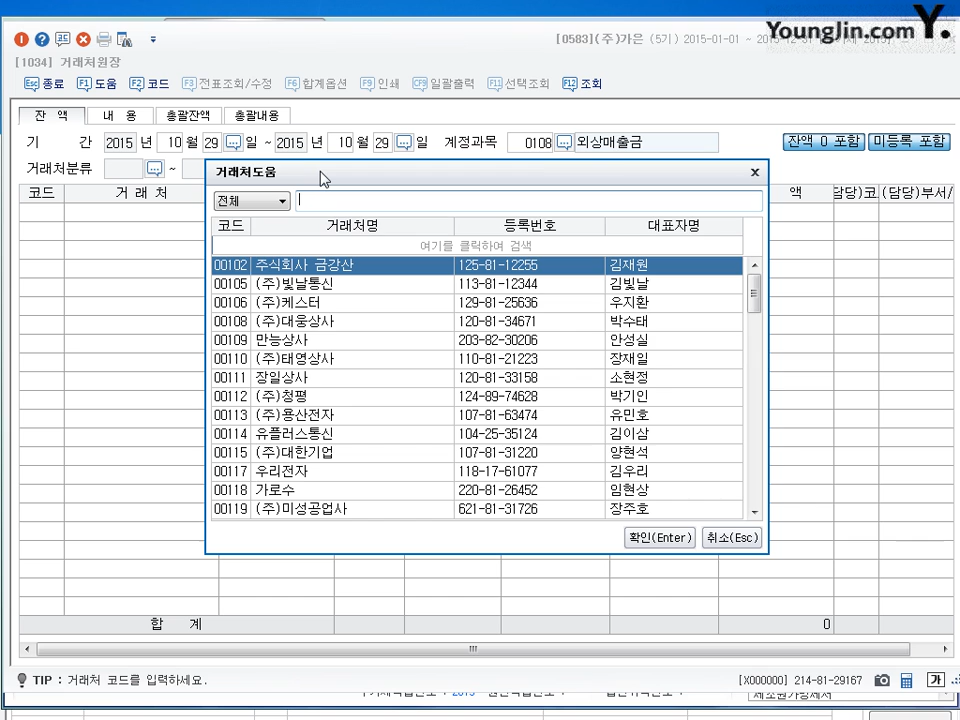 Younglin.com Y.
[0583](주)가은 (5기) 2015-01-01 ~ 2015-12-31
[1034] 거래처원장
Esc 종료 F1 도움 F2 코드 F3 전표조회/수정 F6 합계옵션 F9 인쇄 CF9 일괄출력 F11 선택조회 F12 조회
잔 액 내 용 총괄잔액 총괄내용
기 간 2015 년 10 월 29 일 ~ 2015 년 10 월 29 일 계정과목 0108 외상매출금 잔액 0 포함 미등록 포함
거래처분류 ~
코드 거 래 처 액 담당)코 (담당)부서/
거래처도움 x
전체
코드 거래처명 등록번호 대표자명
여기를 클릭하여 검색
00102 주식회사 금강산 125-81-12255 김재원
00105 (주)빛날통신 113-81-12344 김빛날
00106 (주)케스터 129-81-25636 우지환
00108 (주)대웅상사 120-81-34671 박수태
00109 만능상사 203-82-30206 안성실
00110 (주)태영상사 110-81-21223 장재일
00111 장일상사 120-81-33158 소현정
00112 (주)청평 124-89-74628 박기인
00113 (주)용산전자 107-81-63474 유민호
00114 유플러스통신 104-25-35124 김이삼
00115 (주)대한기업 107-81-31220 양현석
00117 우리전자 118-17-61077 김우리
00118 가로수 220-81-26452 임현상
00119 (주)미성공업사 621-81-31726 장주호
확인(Enter) 취소(Esc)
합 계 0
TIP : 거래처 코드를 입력하세요. [X000000] 214-81-29167 가